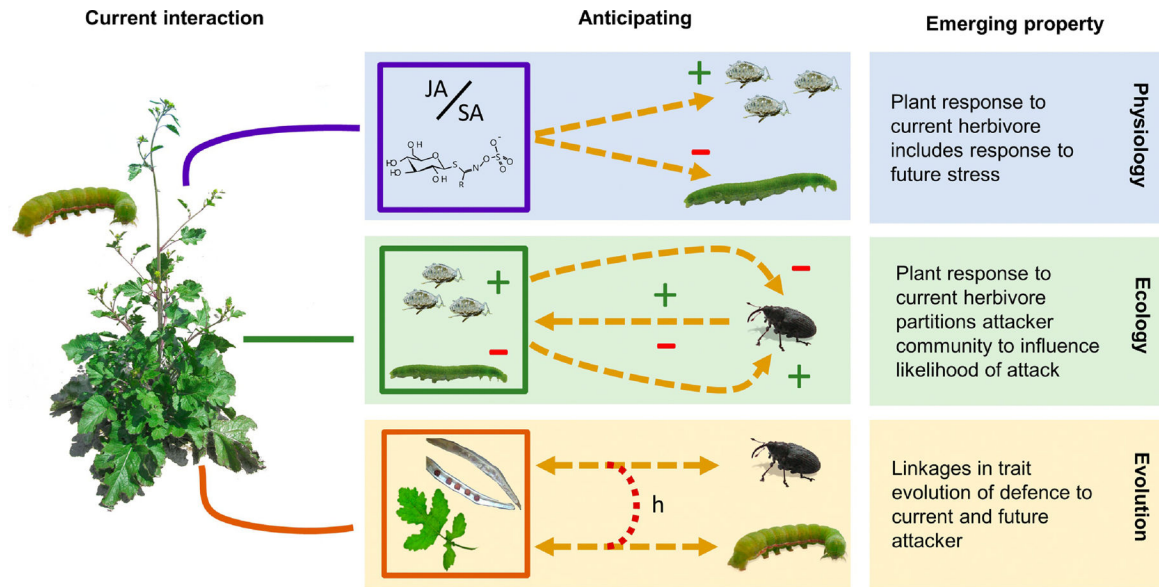 Current interaction
Anticipating
Emerging property
JA
SA
H
O
H
O
HO
HO
O
H
S
N
O
S
O
O
O-
R
+
−
Plant response to
current herbivore
includes response to
future stress
Physiology
+
−
+
−
−
+
Plant response to
current herbivore
partitions attacker
community to influence
likelihood of attack
Ecology
h
Linkages in trait
evolution of defence to
current and future
attacker
Evolution